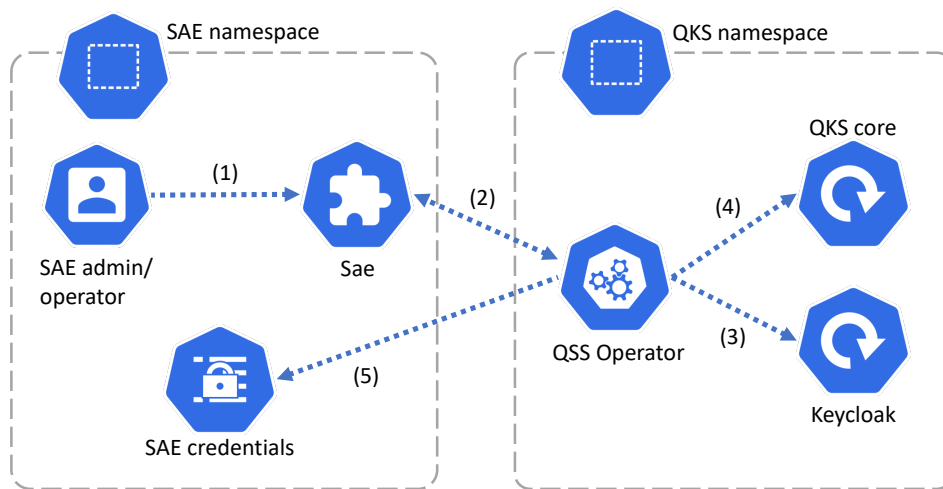 SAE namespace
QKS namespace
QKS core
(1)
(2)
(4)
SAE admin/
operator
Sae
QSS Operator
(3)
(5)
Keycloak
SAE credentials